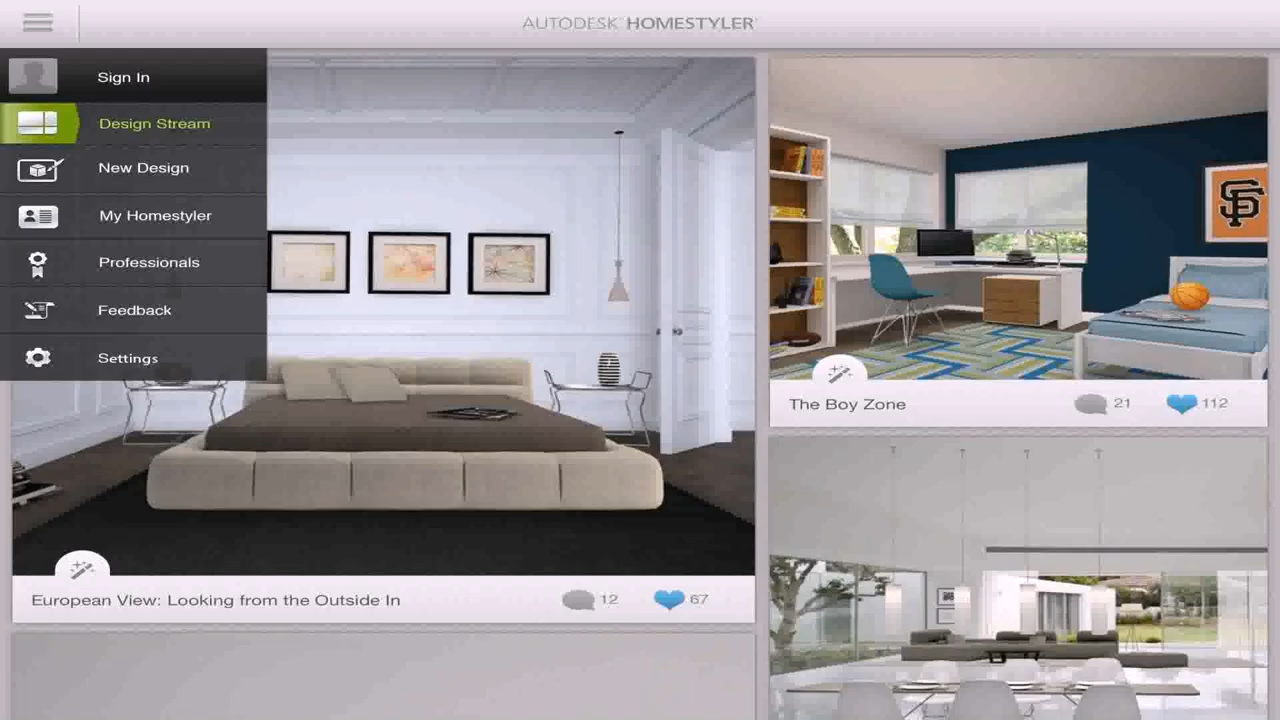 AUTODESK HOMESTYLER
Sign In
Design Stream
New Design
My Homestyler
Professionals
Feedback
Settings
SF
The Boy Zone
21
112
European View: Looking from the Outside In
12
67